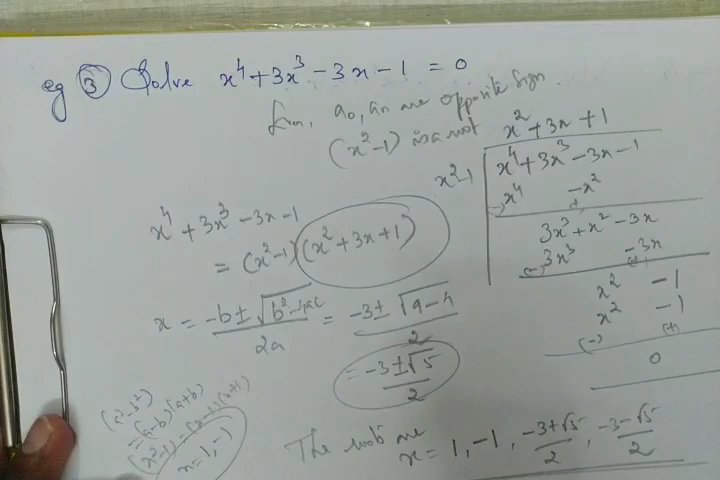 eg ③ Solve x⁴ + 3x³ - 3x - 1 = 0
a₀, aₙ are opposite sign.
(x²-1) is a root
x² + 3x + 1
x²-1 | x⁴ + 3x³ - 3x - 1
(-) x⁴ - x²
(+)
3x³ + x² - 3x
(-) 3x³ - 3x
(+)
x² - 1
x² - 1
(-) (+)
0
x⁴ + 3x³ - 3x - 1
= (x²-1)(x² + 3x + 1)
x = -b ± √b²-4ac / 2a = -3 ± √9-4 / 2
= -3 ± √5 / 2
(a²-b²)
= (a-b)(a+b)
(x²-1) = (x-1)(x+1)
x = 1, -1
The roots are
x = 1, -1, -3+√5 / 2, -3-√5 / 2